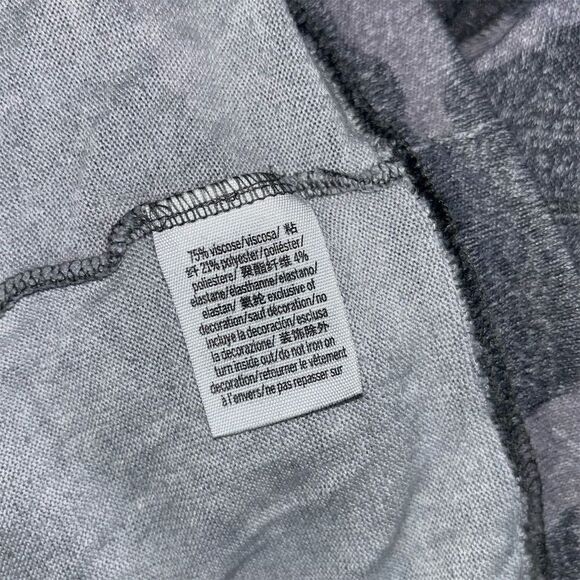 75% viscose/viscosa/ 粘
纤 21% polyester/poliéster/
poliestere/ 聚酯纤维 4%
elastane/élasthanne/elastano/
elastan/ 氨纶 exclusive of
decoration/sauf décoration/no
incluye la decoración/esclusa
la decorazione/ 装饰除外
turn inside out/do not iron on
decoration/retourner le vêtement
à l'envers/ne pas repasser sur